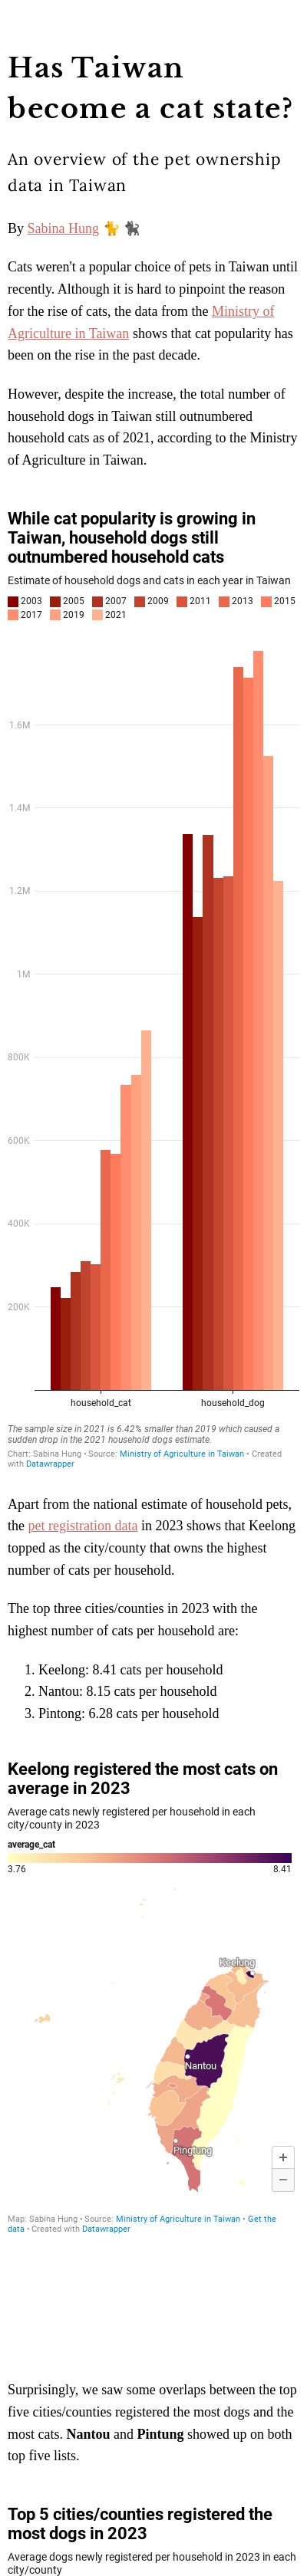 Has Taiwan
become a cat state?
An overview of the pet ownership
data in Taiwan
By Sabina Hung 🐈 🐈‍⬛
Cats weren't a popular choice of pets in Taiwan until
recently. Although it is hard to pinpoint the reason
for the rise of cats, the data from the Ministry of
Agriculture in Taiwan shows that cat popularity has
been on the rise in the past decade.
However, despite the increase, the total number of
household dogs in Taiwan still outnumbered
household cats as of 2021, according to the Ministry
of Agriculture in Taiwan.
While cat popularity is growing in
Taiwan, household dogs still
outnumbered household cats
Estimate of household dogs and cats in each year in Taiwan
2003 2005 2007 2009 2011 2013 2015
2017 2019 2021
1.6M
1.4M
1.2M
1M
800K
600K
400K
200K
household_cat household_dog
The sample size in 2021 is 6.42% smaller than 2019 which caused a
sudden drop in the 2021 household dogs estimate.
Chart: Sabina Hung • Source: Ministry of Agriculture in Taiwan • Created
with Datawrapper
Apart from the national estimate of household pets,
the pet registration data in 2023 shows that Keelong
topped as the city/county that owns the highest
number of cats per household.
The top three cities/counties in 2023 with the
highest number of cats per household are:
1. Keelong: 8.41 cats per household
2. Nantou: 8.15 cats per household
3. Pintong: 6.28 cats per household
Keelong registered the most cats on
average in 2023
Average cats newly registered per household in each
city/county in 2023
average_cat
3.76 8.41
Keelung
Nantou
Pingtung
+
−
Map: Sabina Hung • Source: Ministry of Agriculture in Taiwan • Get the
data • Created with Datawrapper
Surprisingly, we saw some overlaps between the top
five cities/counties registered the most dogs and the
most cats. Nantou and Pintung showed up on both
top five lists.
Top 5 cities/counties registered the
most dogs in 2023
Average dogs newly registered per household in 2023 in each
city/county